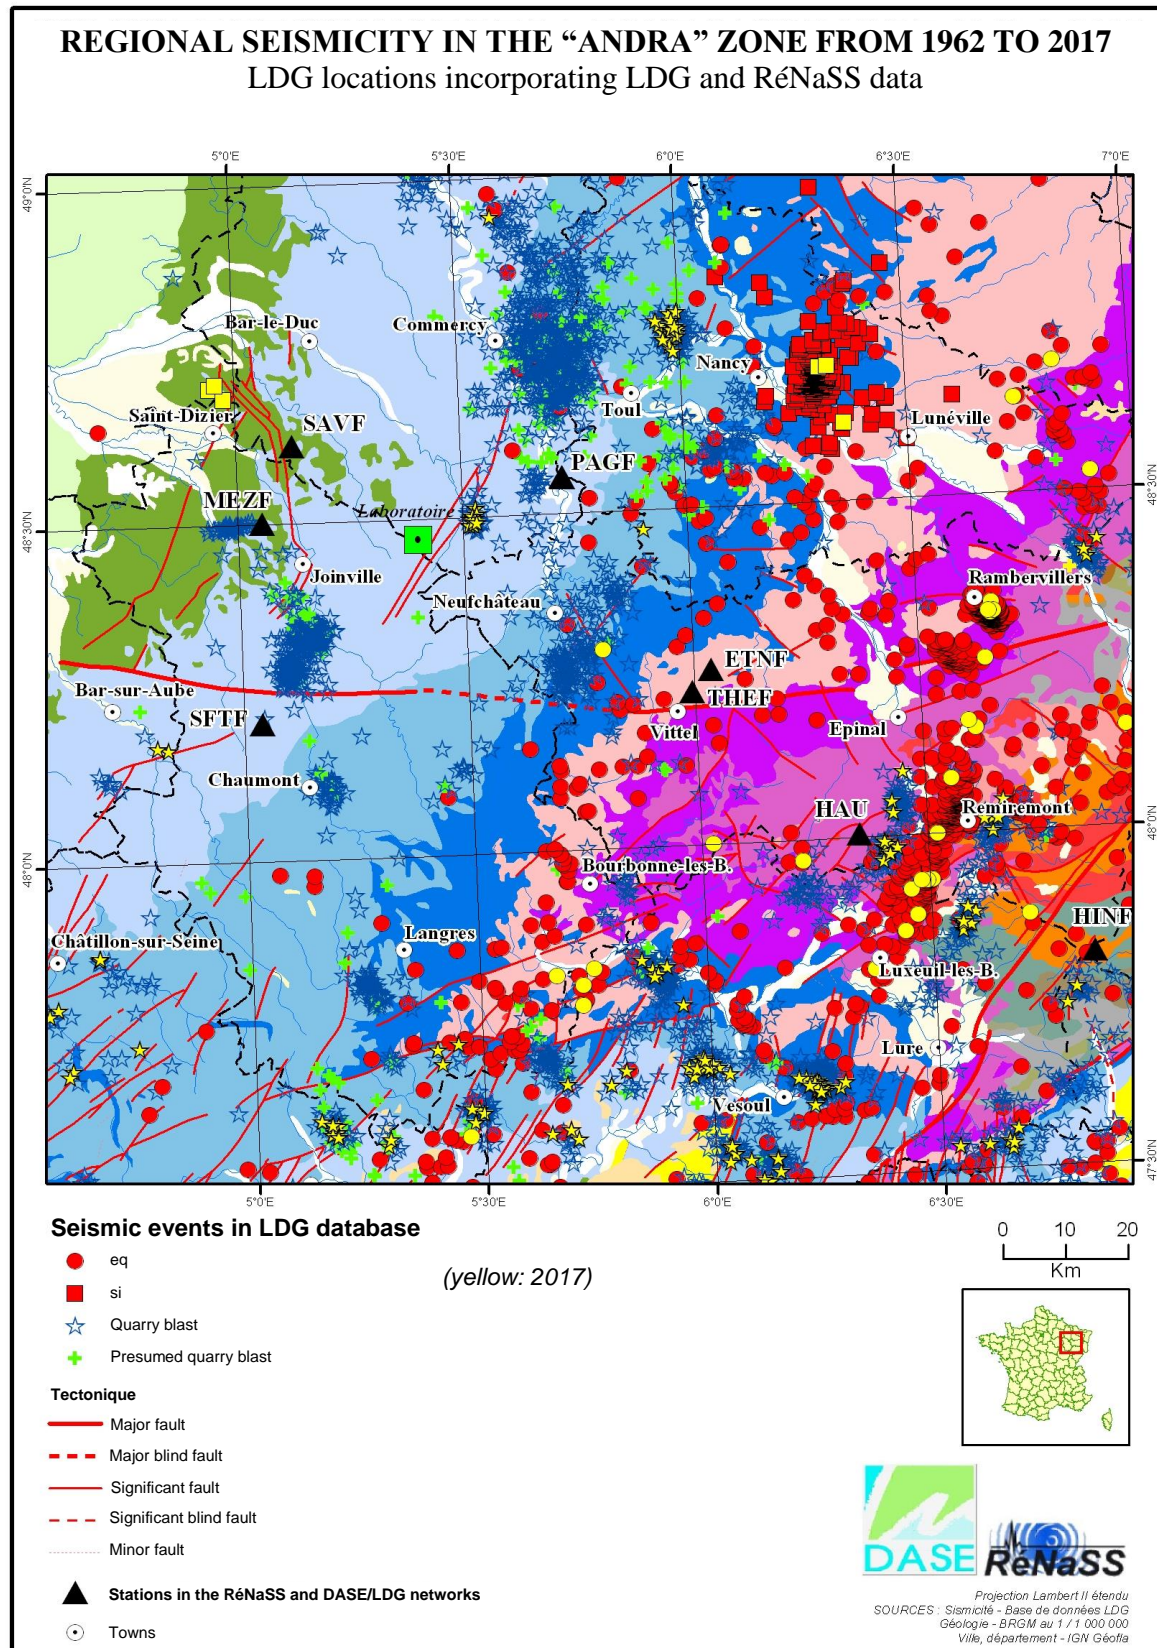 REGIONAL SEISMICITY IN THE “ANDRA” ZONE FROM 1962 TO 2017
LDG locations incorporating LDG and RéNaSS data
5°0'E
5°30'E
6°0'E
6°30'E
7°0'E
49°0'N
49°0'N
Bar-le-Duc
Commercy
Nancy
Toul
Saint-Dizier
SAVF
Lunéville
PAGF
48°30'N
MEZF
Laboratoire
48°30'N
Joinville
Rambervillers
Neufchâteau
ETNF
THEF
Bar-sur-Aube
SFTF
Vittel
Epinal
Chaumont
HAU
Remiremont
48°0'N
48°0'N
Bourbonne-les-B.
HINF
Châtillon-sur-Seine
Langres
Luxeuil-les-B.
Lure
Vesoul
47°30'N
5°0'E
5°30'E
6°0'E
6°30'E
Seismic events in LDG database
eq
si
Quarry blast
Presumed quarry blast
(yellow: 2017)
0 10 20
Km
Tectonique
Major fault
Major blind fault
Significant fault
Significant blind fault
Minor fault
Stations in the RéNaSS and DASE/LDG networks
Towns
DASE
RéNaSS
Projection Lambert II étendu
SOURCES : Sismicité - Base de données LDG
Géologie - BRGM au 1 / 1 000 000
Ville, département - IGN Géofla